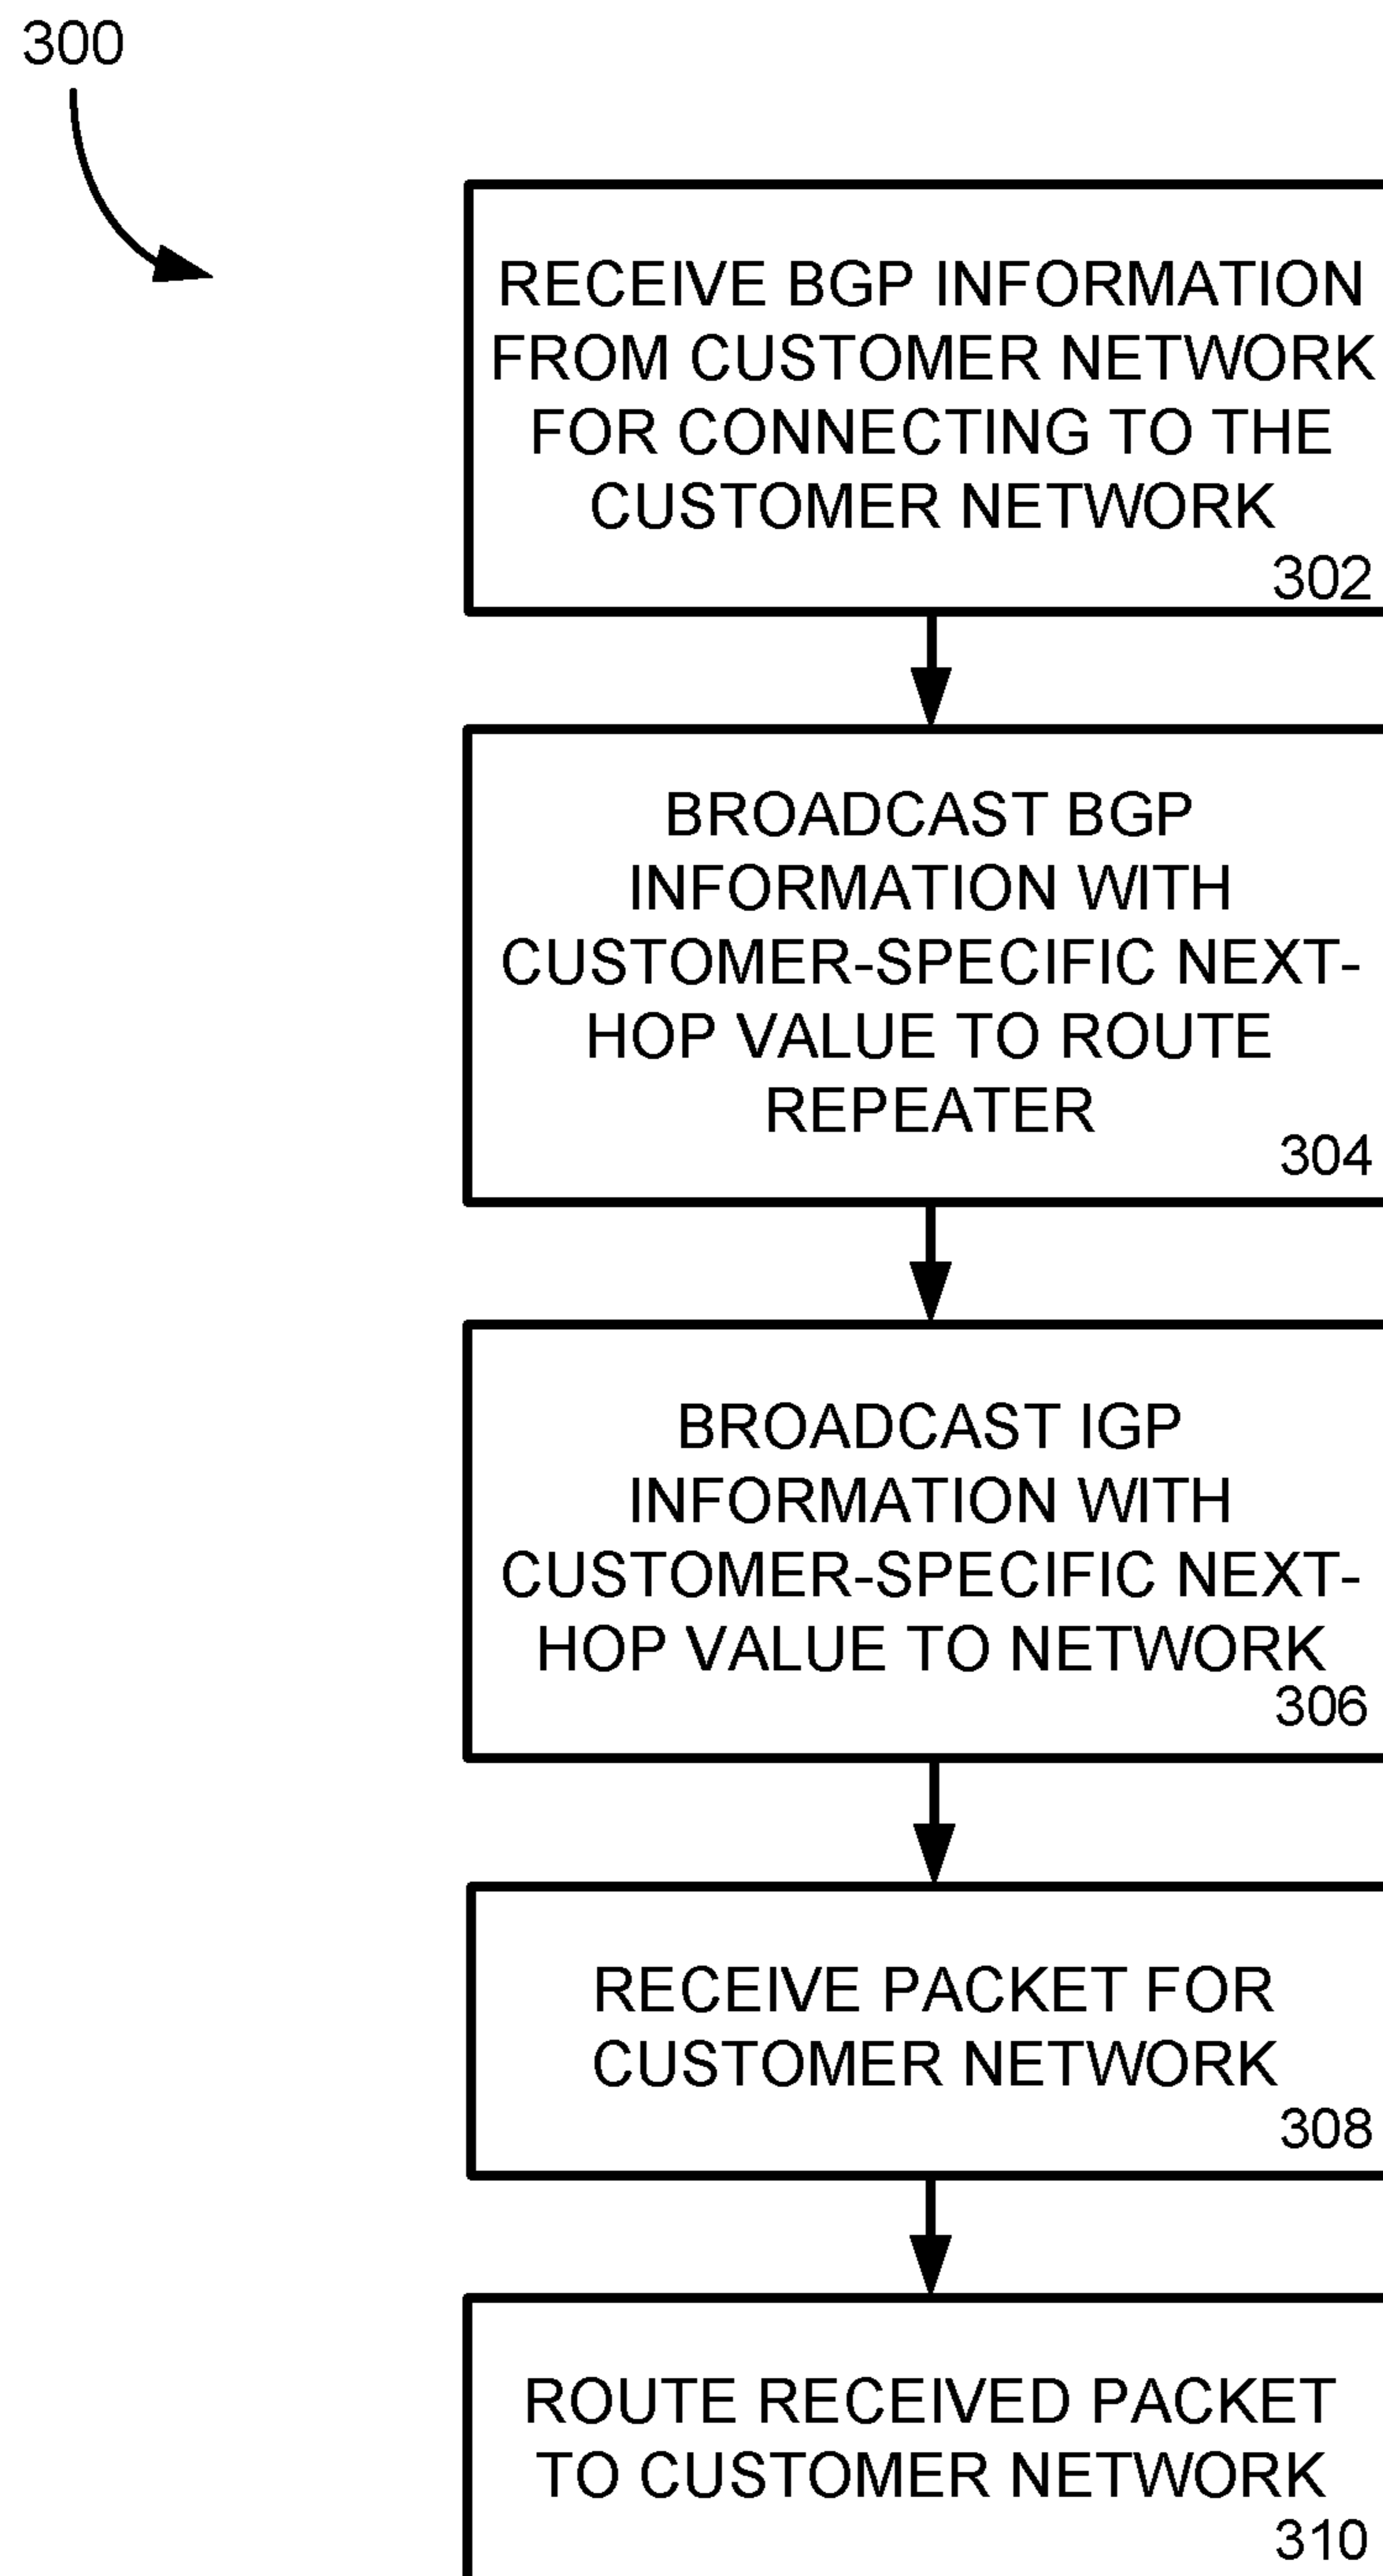 300
RECEIVE BGP INFORMATION
FROM CUSTOMER NETWORK
FOR CONNECTING TO THE
CUSTOMER NETWORK
302
BROADCAST BGP
INFORMATION WITH
CUSTOMER-SPECIFIC NEXT-
HOP VALUE TO ROUTE
REPEATER
304
BROADCAST IGP
INFORMATION WITH
CUSTOMER-SPECIFIC NEXT-
HOP VALUE TO NETWORK
306
RECEIVE PACKET FOR
CUSTOMER NETWORK
308
ROUTE RECEIVED PACKET
TO CUSTOMER NETWORK
310